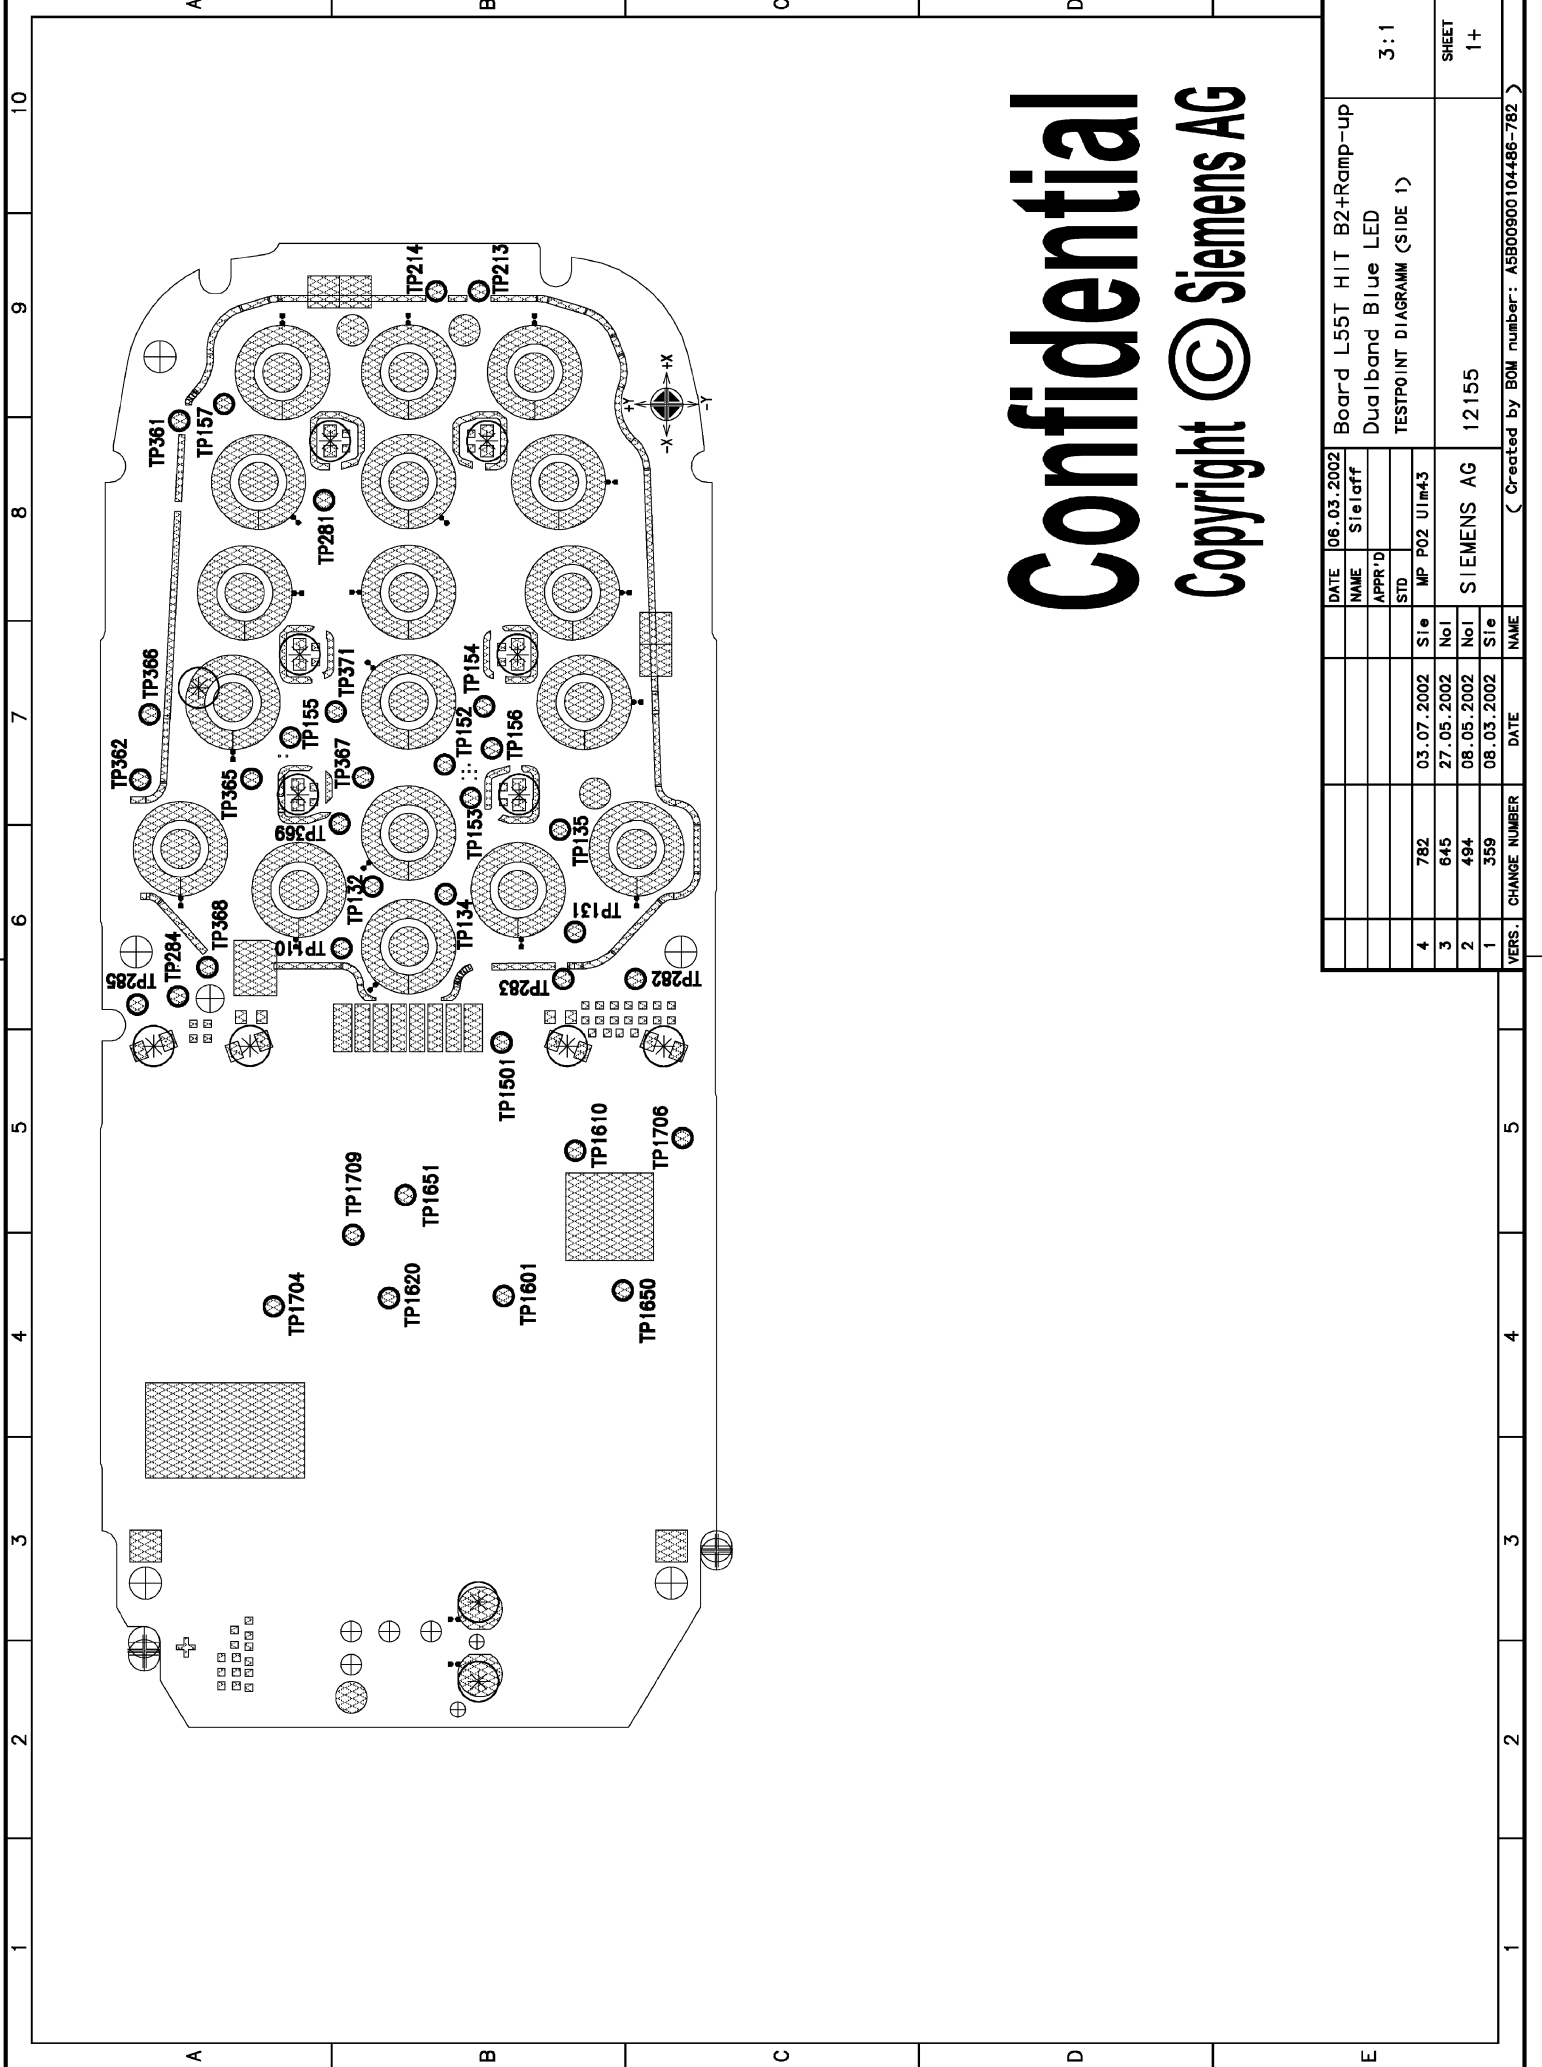 A
B
C
D
10
9
8
7
6
5
4
3
2
1
TP214
TP213
TP361
TP157
TP281
TP366
TP371
TP154
TP155
TP152
TP156
TP362
TP365
TP367
TP369
TP153
TP135
TP132
TP134
TP131
TP368
TP284
TP285
TP110
TP283
TP282
TP1501
TP1610
TP1706
TP1709
TP1651
TP1704
TP1620
TP1601
TP1650
+X
-X
+Y
-Y
Confidential
Copyright © Siemens AG
Board L55T HIT B2+Ramp-up
Dualband Blue LED
TESTPOINT DIAGRAMM (SIDE 1)
3:1
12155
SHEET
1+
DATE 06.03.2002
NAME Sielaff
APPR'D
STD
MP P02 Ulm43
SIEMENS AG
4 782 03.07.2002 Sie
3 645 27.05.2002 Nol
2 494 08.05.2002 Nol
1 359 08.03.2002 Sie
VERS. CHANGE NUMBER DATE NAME
( Created by BOM number: A5B00900104486-782 )
5
4
3
2
1
A
B
C
D
E